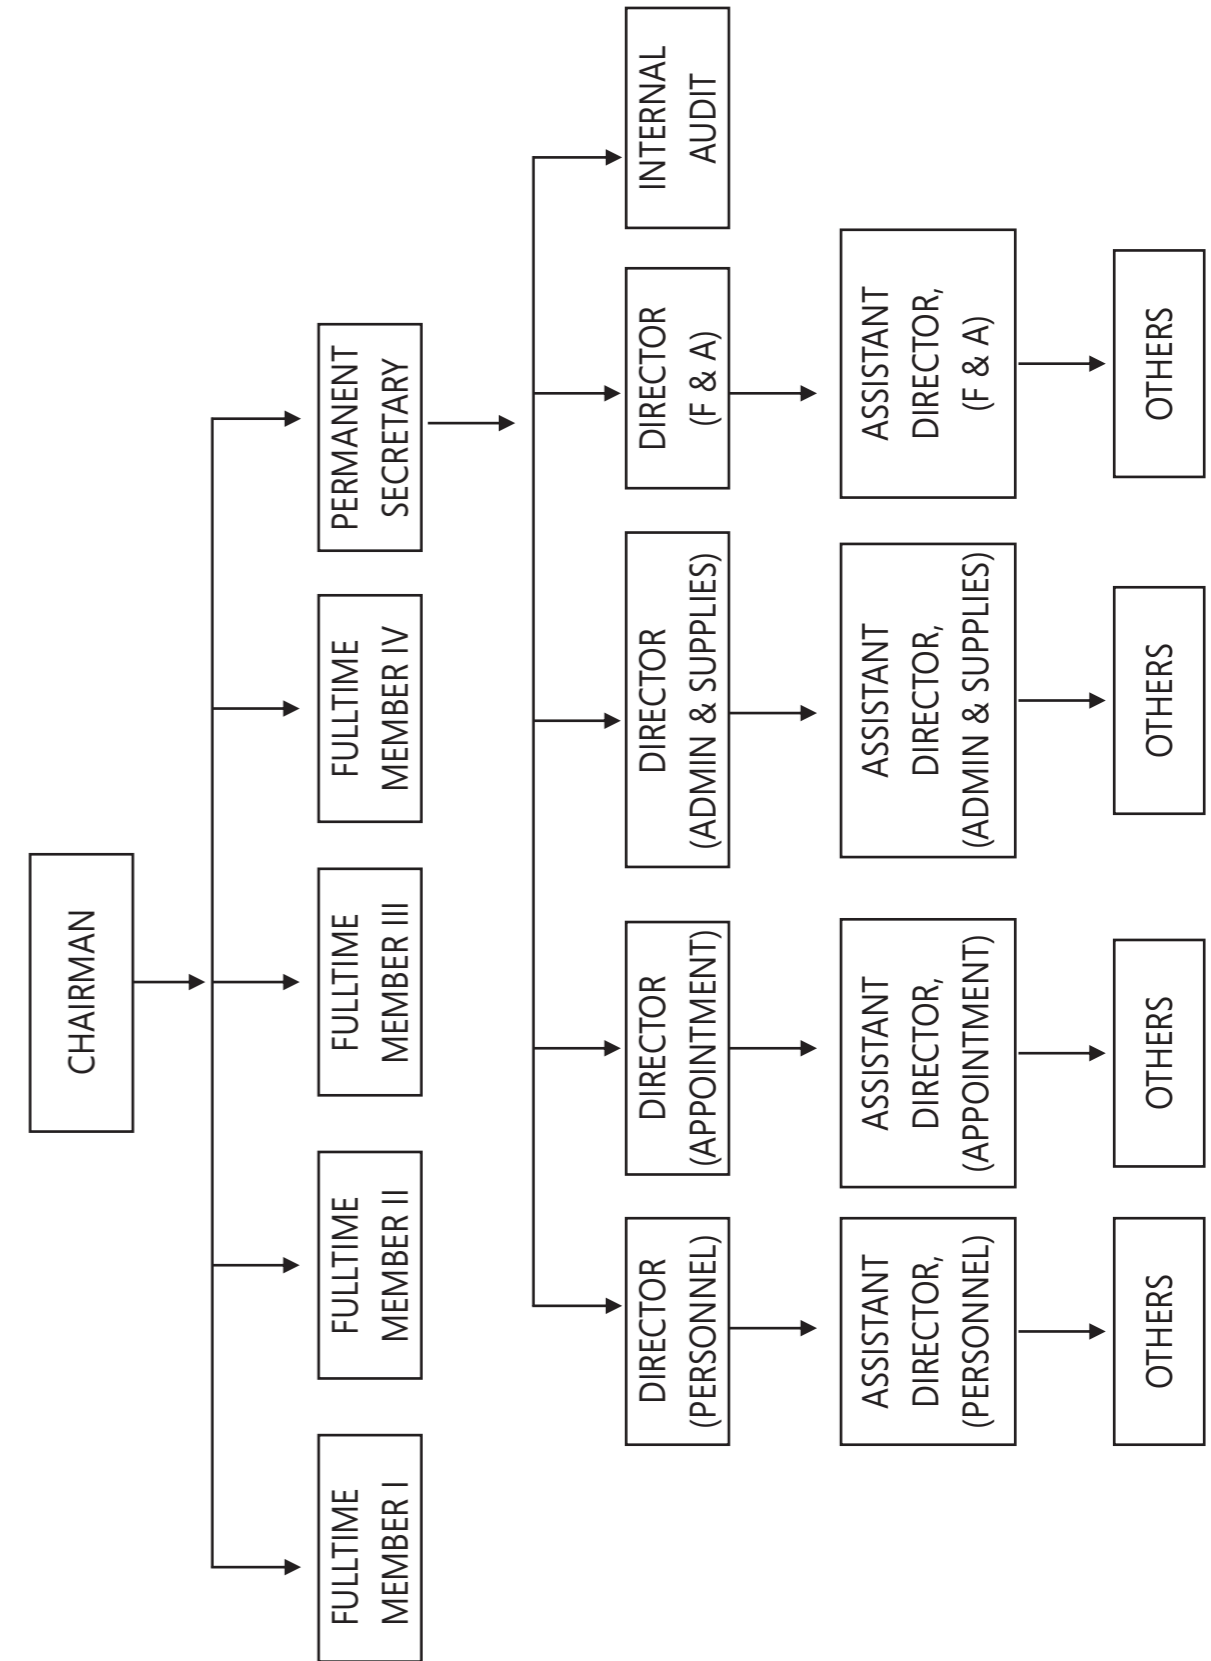 CHAIRMAN
FULLTIME
MEMBER I
FULLTIME
MEMBER II
FULLTIME
MEMBER III
FULLTIME
MEMBER IV
PERMANENT
SECRETARY
DIRECTOR
(PERSONNEL)
DIRECTOR
(APPOINTMENT)
DIRECTOR
(ADMIN & SUPPLIES)
DIRECTOR
(F & A)
INTERNAL
AUDIT
ASSISTANT
DIRECTOR,
(PERSONNEL)
ASSISTANT
DIRECTOR,
(APPOINTMENT)
ASSISTANT
DIRECTOR,
(ADMIN & SUPPLIES)
ASSISTANT
DIRECTOR,
(F & A)
OTHERS
OTHERS
OTHERS
OTHERS